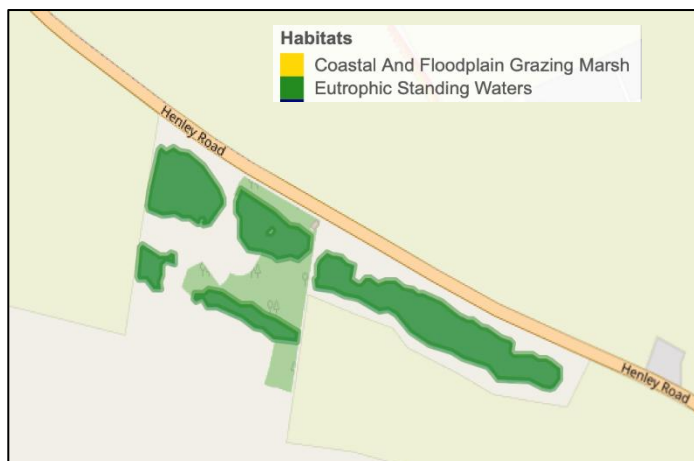 Habitats
Coastal And Floodplain Grazing Marsh
Eutrophic Standing Waters
Henley Road
Henley Road